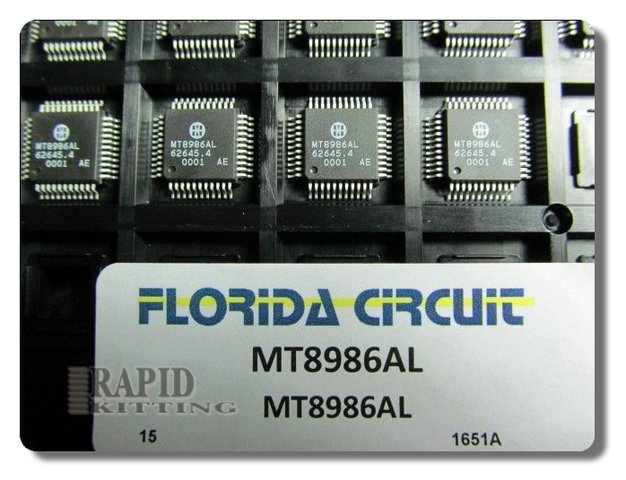 MT8986AL
62645.4
0001 AE
MT8986AL
62645.4
0001 AE
MT8986AL
62645.4
0001 AE
MT8986AL
62645.4
0001 AE
FLORIDA CIRCUIT
MT8986AL
MT8986AL
RAPID
KITTING
15 1651A